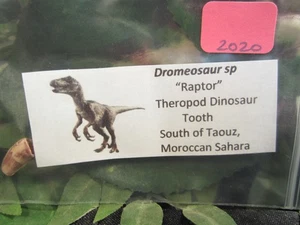 2020
Dromeosaur sp
"Raptor"
Theropod Dinosaur
Tooth
South of Taouz,
Moroccan Sahara